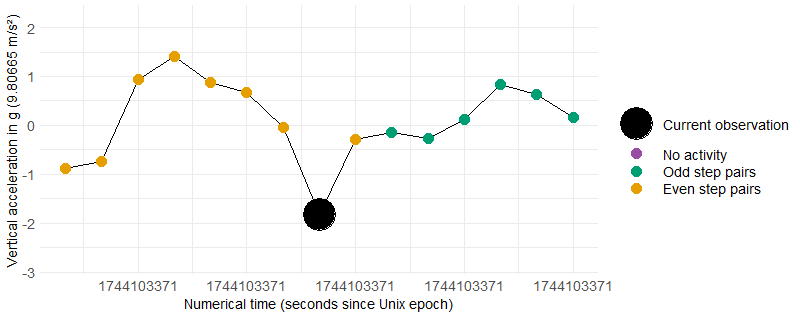 Vertical acceleration in g (9.80665 m/s²)
2
1
0
-1
-2
-3
1744103371 1744103371 1744103371 1744103371 1744103371
Numerical time (seconds since Unix epoch)
Current observation
No activity
Odd step pairs
Even step pairs